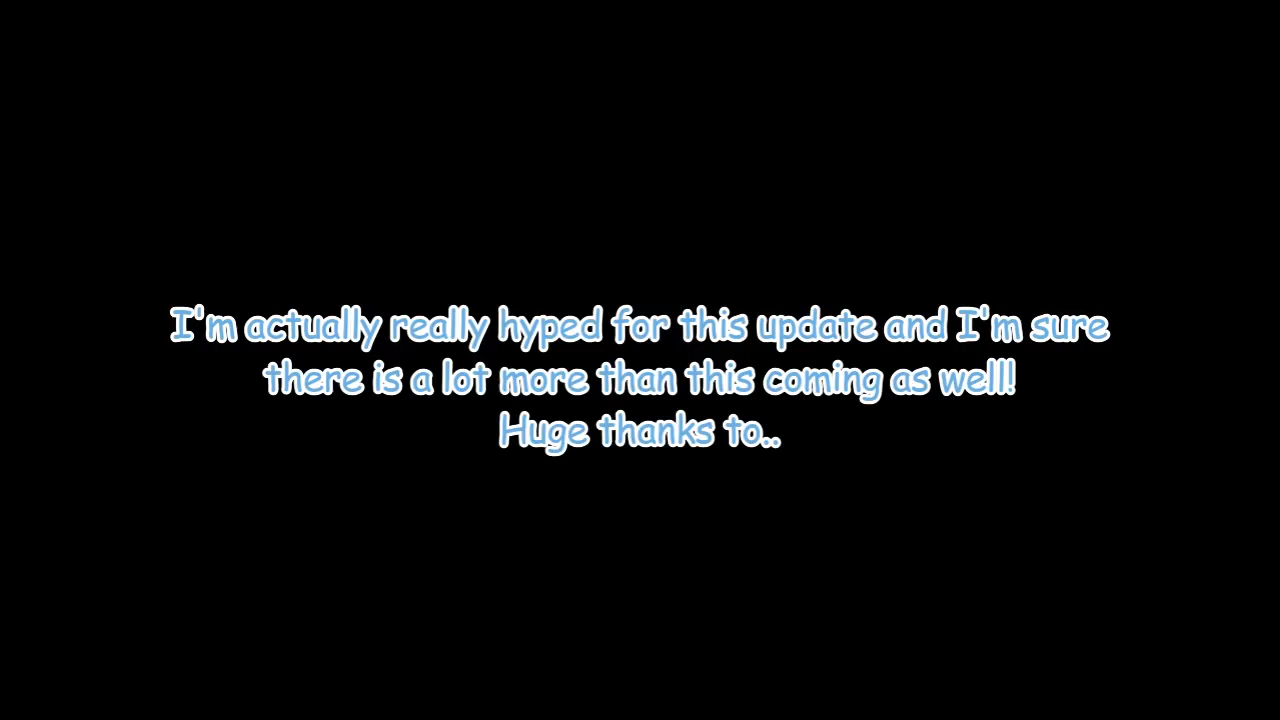 I'm actually really hyped for this update and I'm sure
there is a lot more than this coming as well!
Huge thanks to..